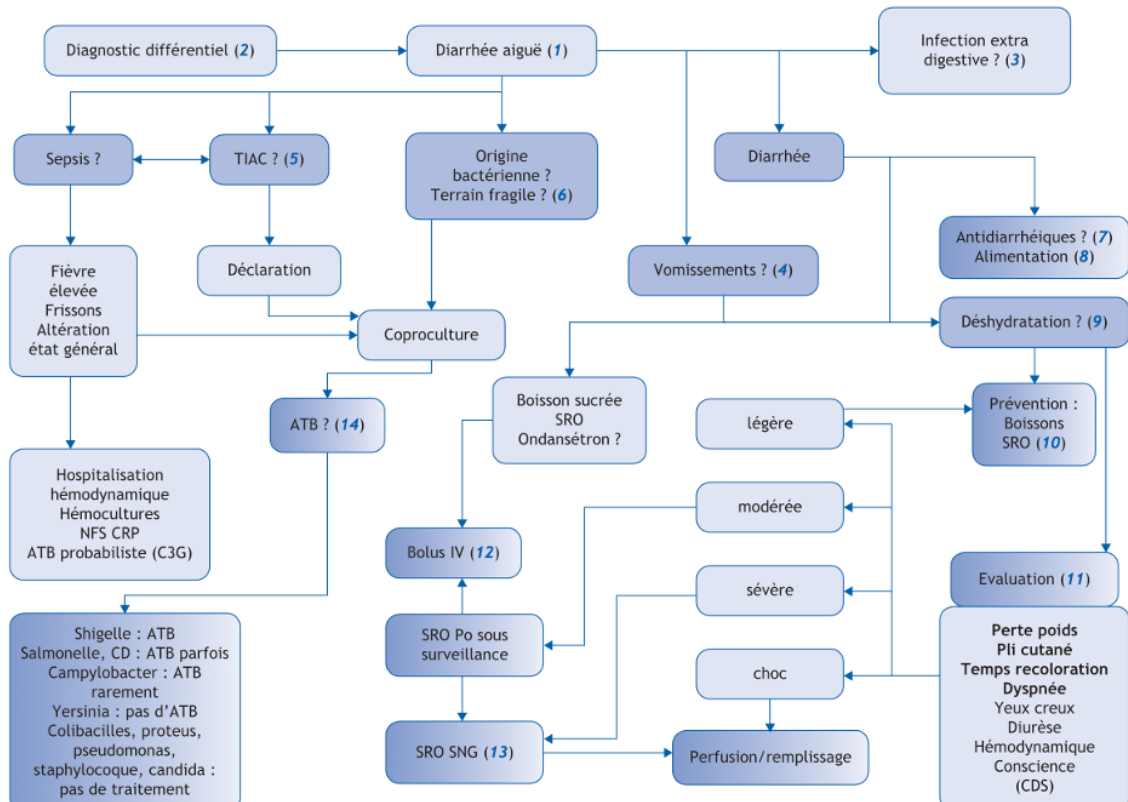 Diagnostic différentiel (2)
Diarrhée aiguë (1)
Infection extra
digestive ? (3)
Sepsis ?
TIAC ? (5)
Origine
bactérienne ?
Terrain fragile ? (6)
Diarrhée
Antidiarrhéiques ? (7)
Alimentation (8)
Fièvre
élevée
Frissons
Altération
état général
Déclaration
Vomissements ? (4)
Coproculture
Déshydratation ? (9)
Boisson sucrée
SRO
Ondansétron ?
légère
Prévention :
Boissons
SRO (10)
ATB ? (14)
Hospitalisation
hémodynamique
Hémocultures
NFS CRP
ATB probabiliste (C3G)
modérée
Bolus IV (12)
Evaluation (11)
sévère
Perte poids
Pli cutané
Temps recoloration
Dyspnée
Yeux creux
Diurèse
Hémodynamique
Conscience
(CDS)
Shigelle : ATB
Salmonelle, CD : ATB parfois
Campylobacter : ATB
rarement
Yersinia : pas d'ATB
Colibacilles, proteus,
pseudomonas,
staphylocoque, candida :
pas de traitement
SRO Po sous
surveillance
choc
SRO SNG (13)
Perfusion/remplissage